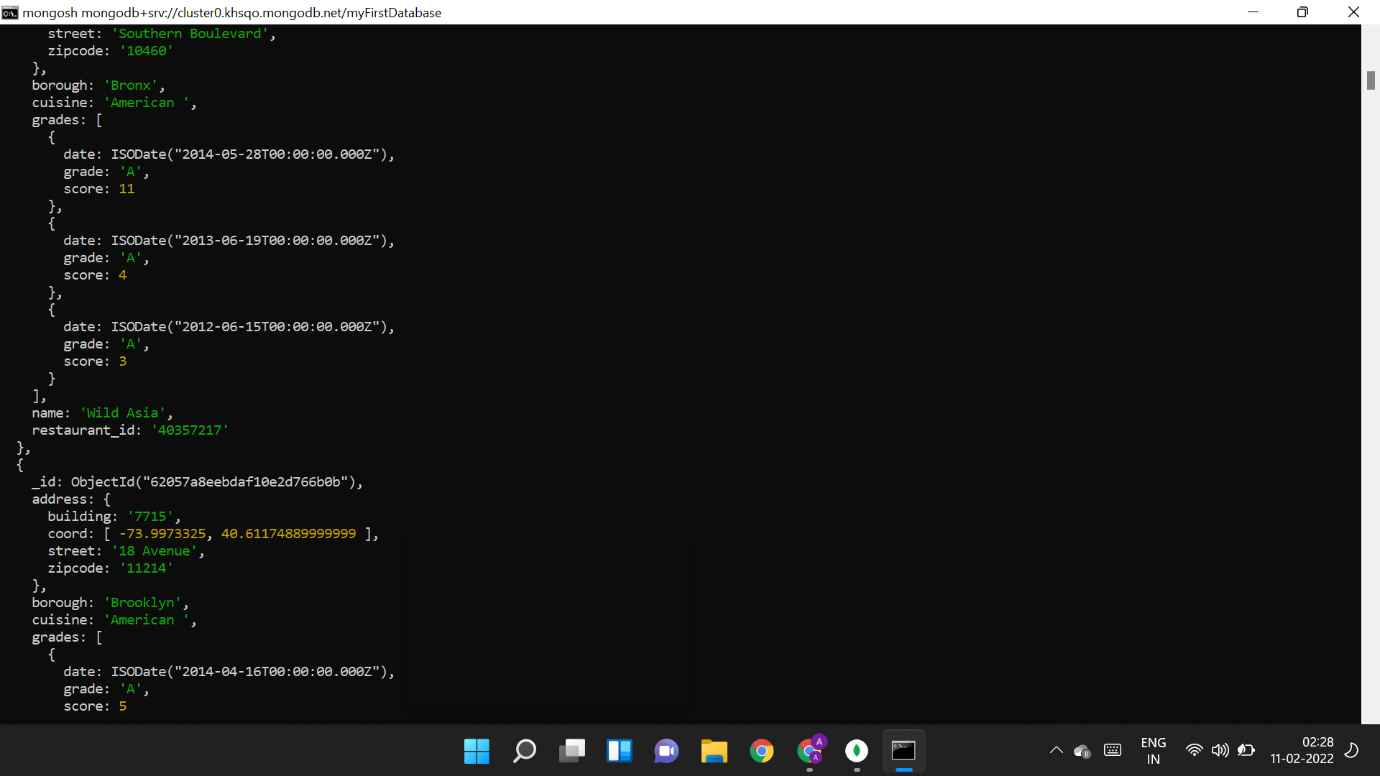 mongosh mongodb+srv://cluster0.khsqo.mongodb.net/myFirstDatabase
street: 'Southern Boulevard',
zipcode: '10460'
},
borough: 'Bronx',
cuisine: 'American ',
grades: [
{
date: ISODate("2014-05-28T00:00:00.000Z"),
grade: 'A',
score: 11
},
{
date: ISODate("2013-06-19T00:00:00.000Z"),
grade: 'A',
score: 4
},
{
date: ISODate("2012-06-15T00:00:00.000Z"),
grade: 'A',
score: 3
}
],
name: 'Wild Asia',
restaurant_id: '40357217'
},
{
_id: ObjectId("62057a8eebdaf10e2d766b0b"),
address: {
building: '7715',
coord: [ -73.9973325, 40.61174889999999 ],
street: '18 Avenue',
zipcode: '11214'
},
borough: 'Brooklyn',
cuisine: 'American ',
grades: [
{
date: ISODate("2014-04-16T00:00:00.000Z"),
grade: 'A',
score: 5
A
A
ENG
IN
02:28
11-02-2022